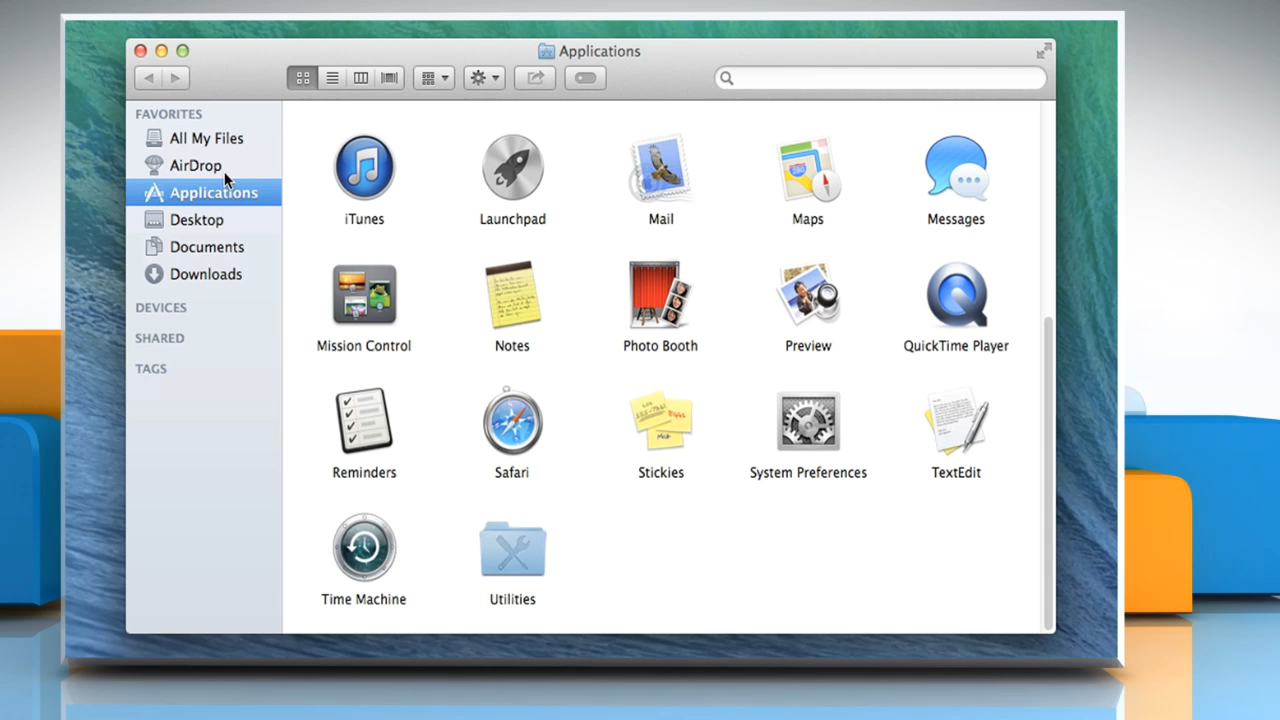 Applications
FAVORITES
All My Files
AirDrop
Applications
Desktop
Documents
Downloads
DEVICES
SHARED
TAGS
iTunes Launchpad Mail Maps Messages
Mission Control Notes Photo Booth Preview QuickTime Player
Reminders Safari Stickies System Preferences TextEdit
Time Machine Utilities